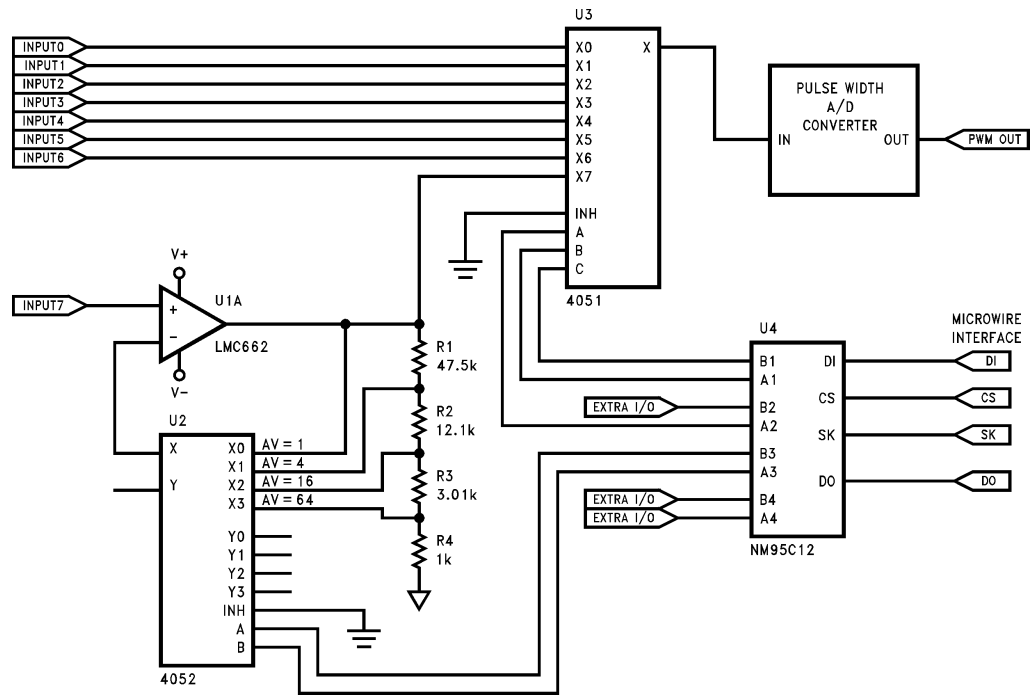 U3
INPUT0
INPUT1
INPUT2
INPUT3
INPUT4
INPUT5
INPUT6
X0
X1
X2
X3
X4
X5
X6
X7
INH
A
B
C
X
4051
PULSE WIDTH
A/D
CONVERTER
IN
OUT
PWM OUT
V+
INPUT7
+
−
U1A
LMC662
V−
R1
47.5k
R2
12.1k
R3
3.01k
R4
1k
U2
X
Y
X0
X1
X2
X3
Y0
Y1
Y2
Y3
INH
A
B
AV = 1
AV = 4
AV = 16
AV = 64
4052
U4
B1
A1
B2
A2
B3
A3
B4
A4
DI
CS
SK
DO
NM95C12
EXTRA I/O
EXTRA I/O
EXTRA I/O
MICROWIRE
INTERFACE
DI
CS
SK
DO